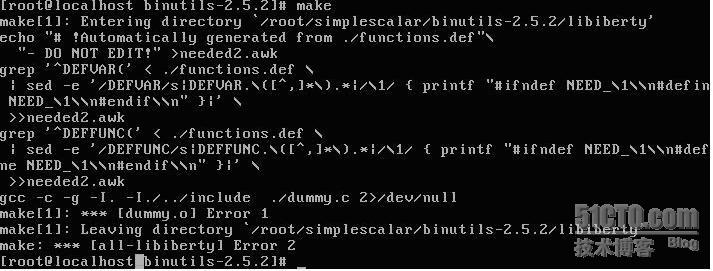 [root@localhost binutils-2.5.2]# make
make[1]: Entering directory `/root/simplescalar/binutils-2.5.2/libiberty'
echo "# !Automatically generated from ./functions.def"\
  "- DO NOT EDIT!" >needed2.awk
grep '^DEFVAR(' < ./functions.def \
 | sed -e '/DEFVAR/s|DEFVAR.\([^,]*\).*|/\1/ { printf "#ifndef NEED_\1\\n#defin
 NEED_\1\\n#endif\\n" }|' \
 >>needed2.awk
grep '^DEFFUNC(' < ./functions.def \
 | sed -e '/DEFFUNC/s|DEFFUNC.\([^,]*\).*|/\1/ { printf "#ifndef NEED_\1\\n#def
ne NEED_\1\\n#endif\\n" }|' \
 >>needed2.awk
gcc -c -g -I. -I./../include  ./dummy.c 2>/dev/null
make[1]: *** [dummy.o] Error 1
make[1]: Leaving directory `/root/simplescalar/binutils-2.5.2/libiberty'
make: *** [all-libiberty] Error 2
[root@localhost binutils-2.5.2]# _
51CTO.com
技术博客 Blog